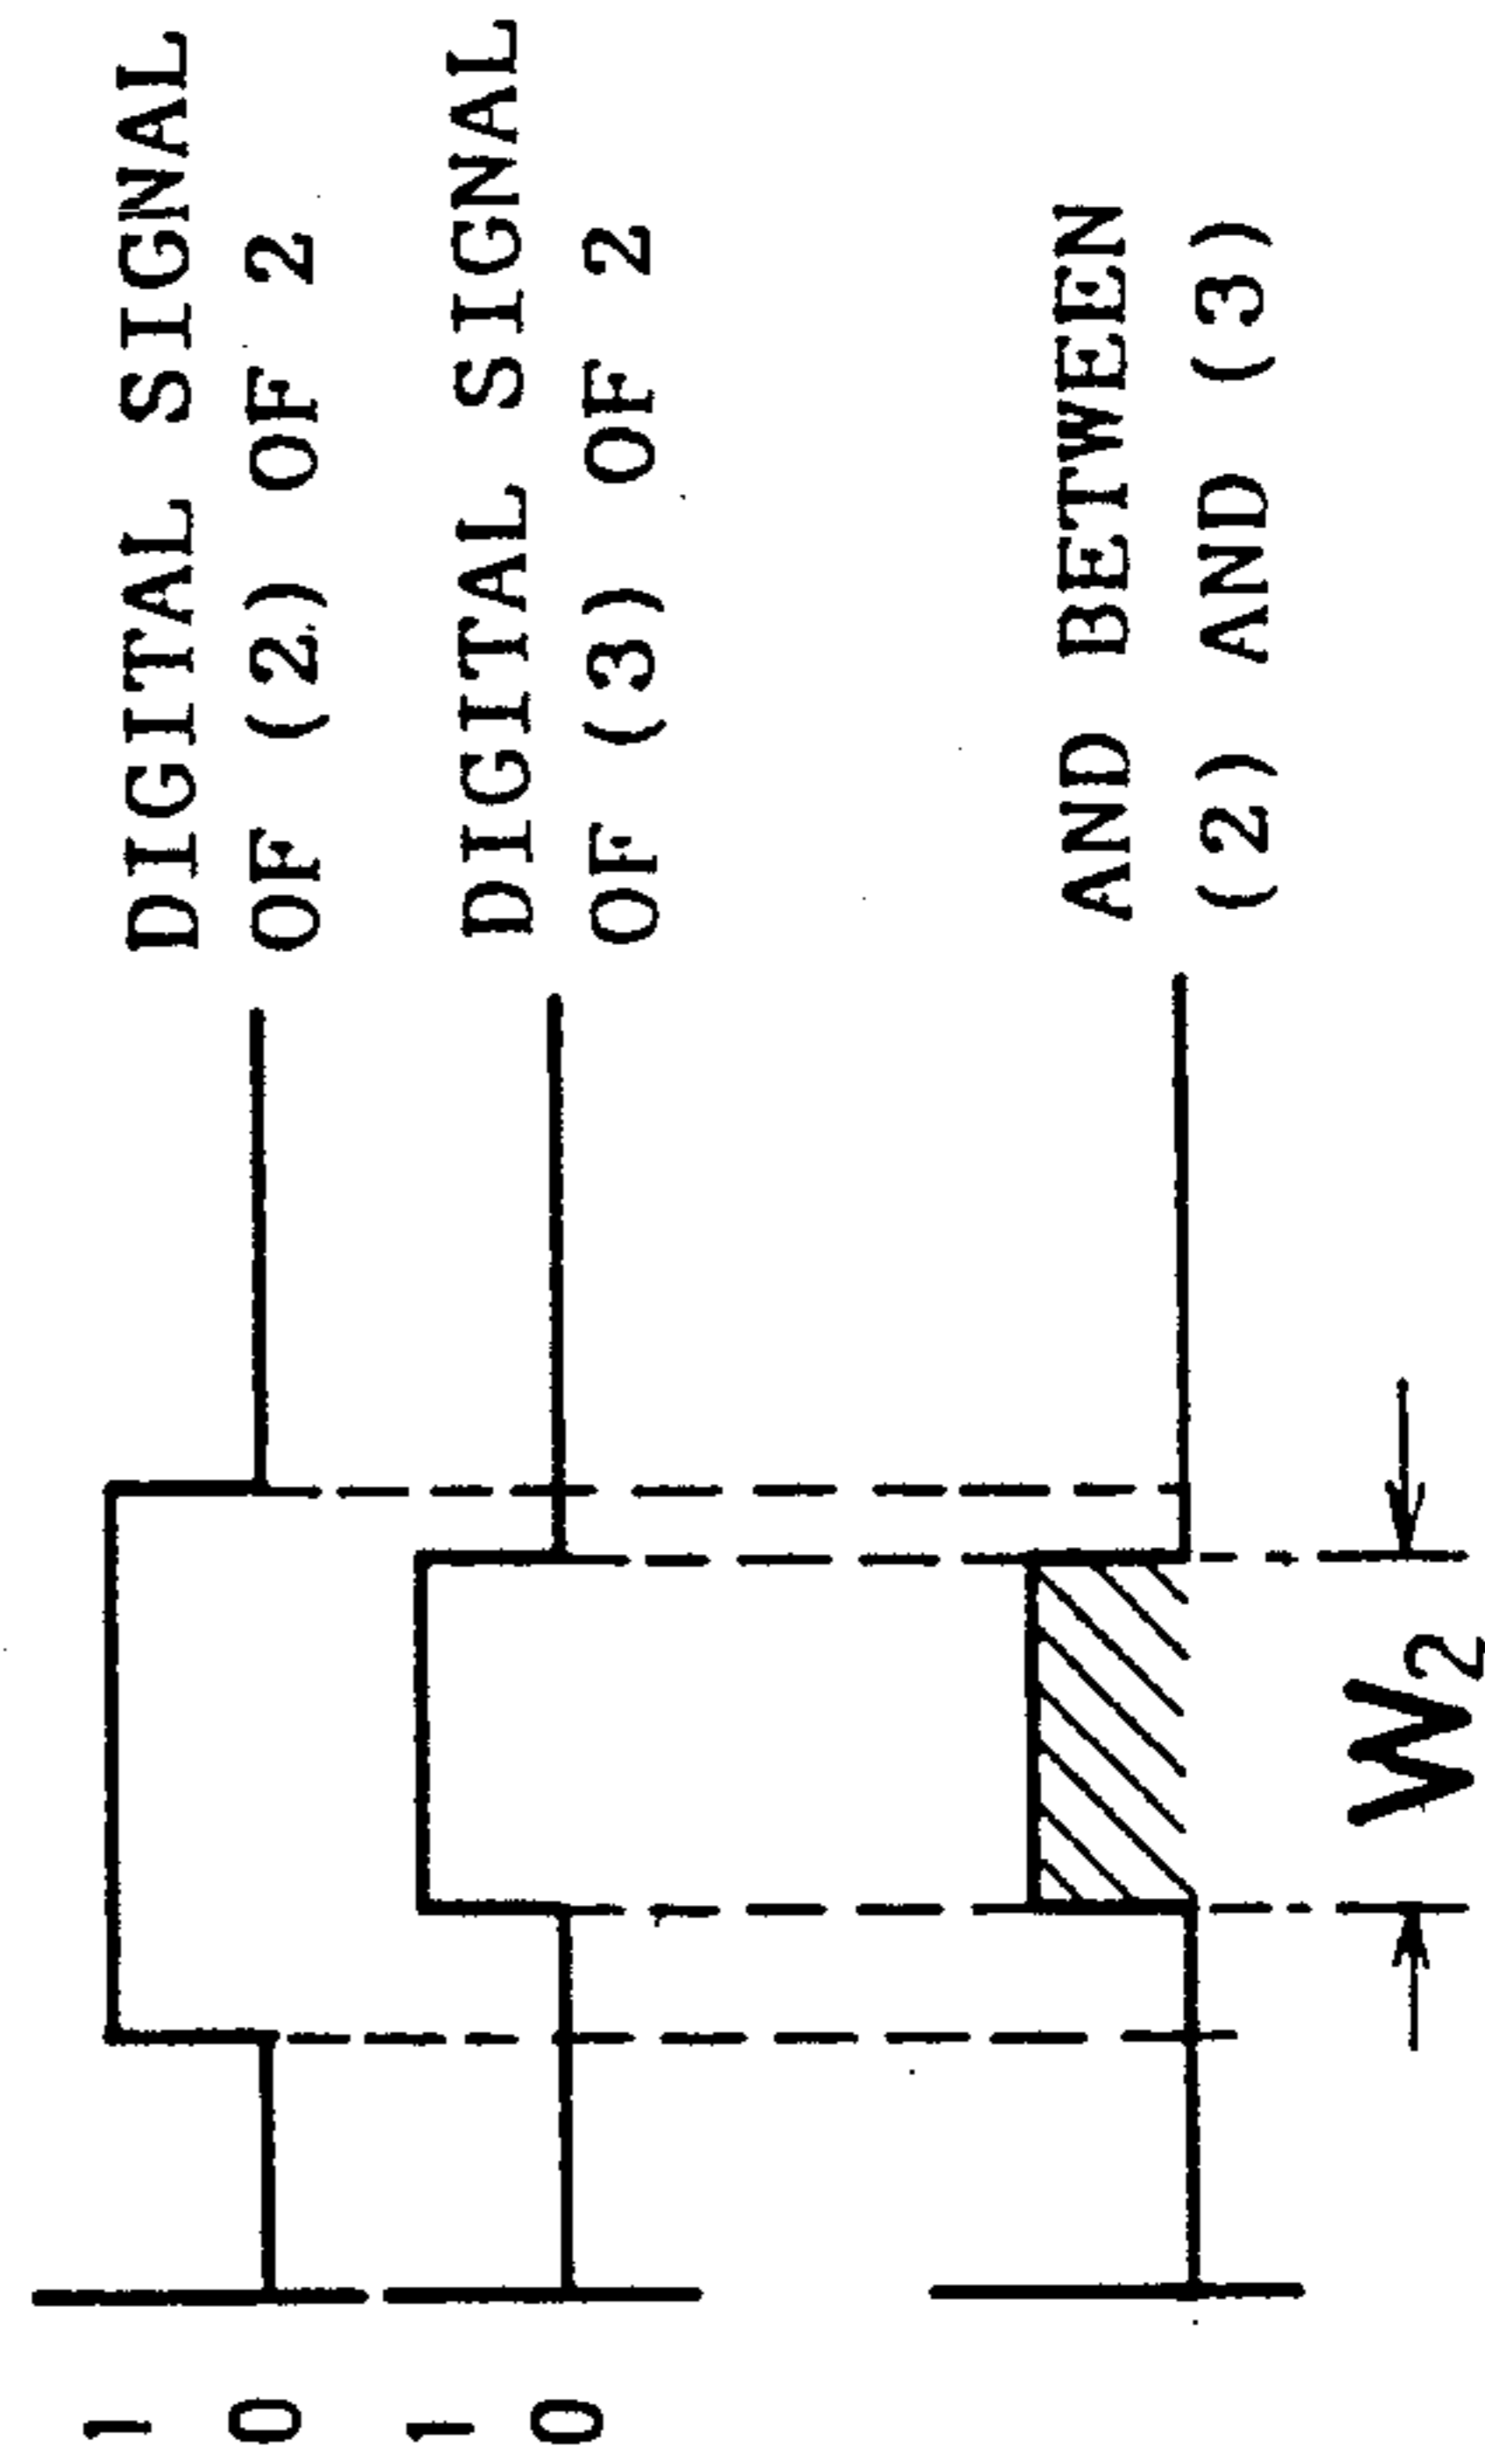 1
0
DIGITAL SIGNAL
OF (2) OF 2
1
0
DIGITAL SIGNAL
OF (3) OF 2
AND BETWEEN
(2) AND (3)
W2